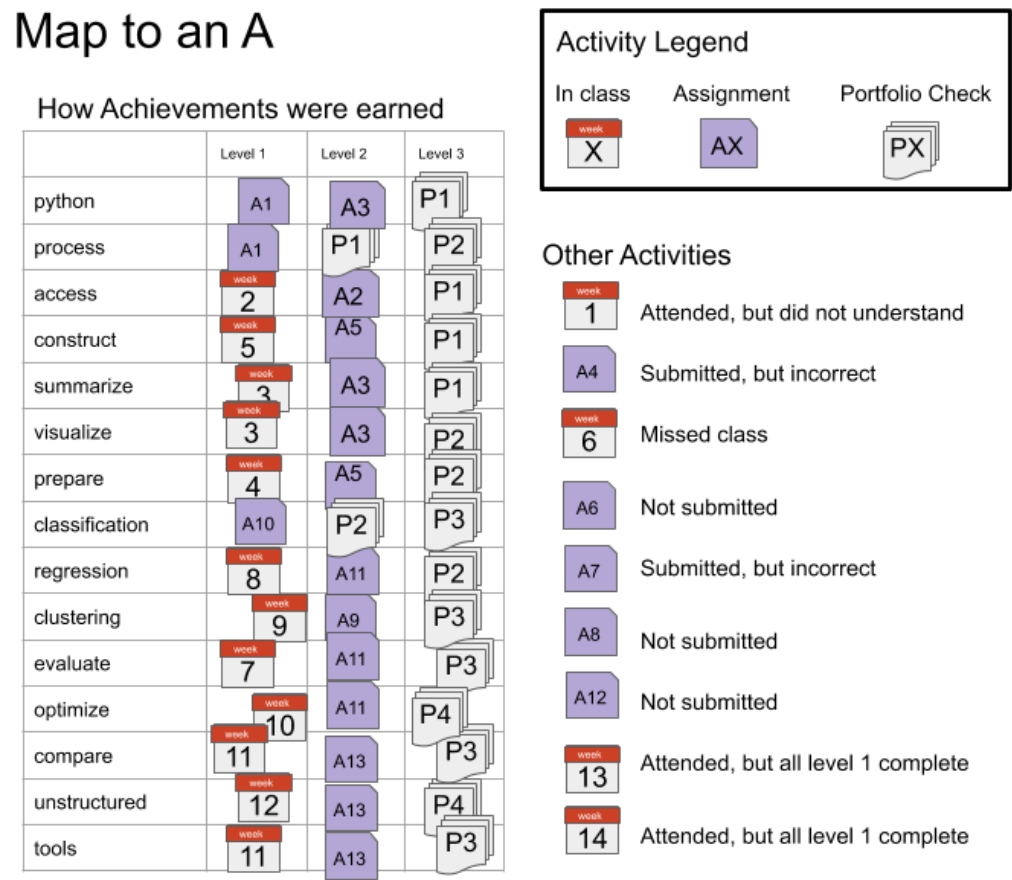 Map to an A
How Achievements were earned
Level 1 Level 2 Level 3
python A1 A3 P1
process A1 P1 P2
access week 2 A2 P1
construct week 5 A5 P1
summarize week 3 A3 P1
visualize week 3 A3 P2
prepare week 4 A5 P2
classification A10 P2 P3
regression week 8 A11 P2
clustering week 9 A9 P3
evaluate week 7 A11 P3
optimize week 10 A11 P4
compare week 11 A13 P3
unstructured week 12 A13 P4
tools week 11 A13 P3
Activity Legend
In class Assignment Portfolio Check
week X AX PX
Other Activities
week 1 Attended, but did not understand
A4 Submitted, but incorrect
week 6 Missed class
A6 Not submitted
A7 Submitted, but incorrect
A8 Not submitted
A12 Not submitted
week 13 Attended, but all level 1 complete
week 14 Attended, but all level 1 complete